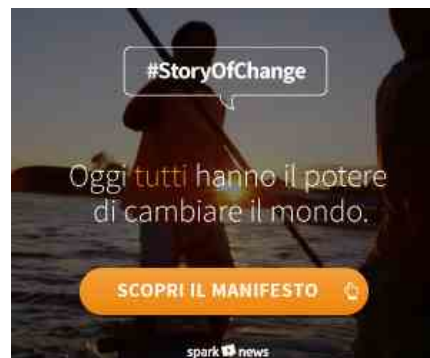 #StoryOfChange
Oggi tutti hanno il potere
di cambiare il mondo.
SCOPRI IL MANIFESTO
spark news